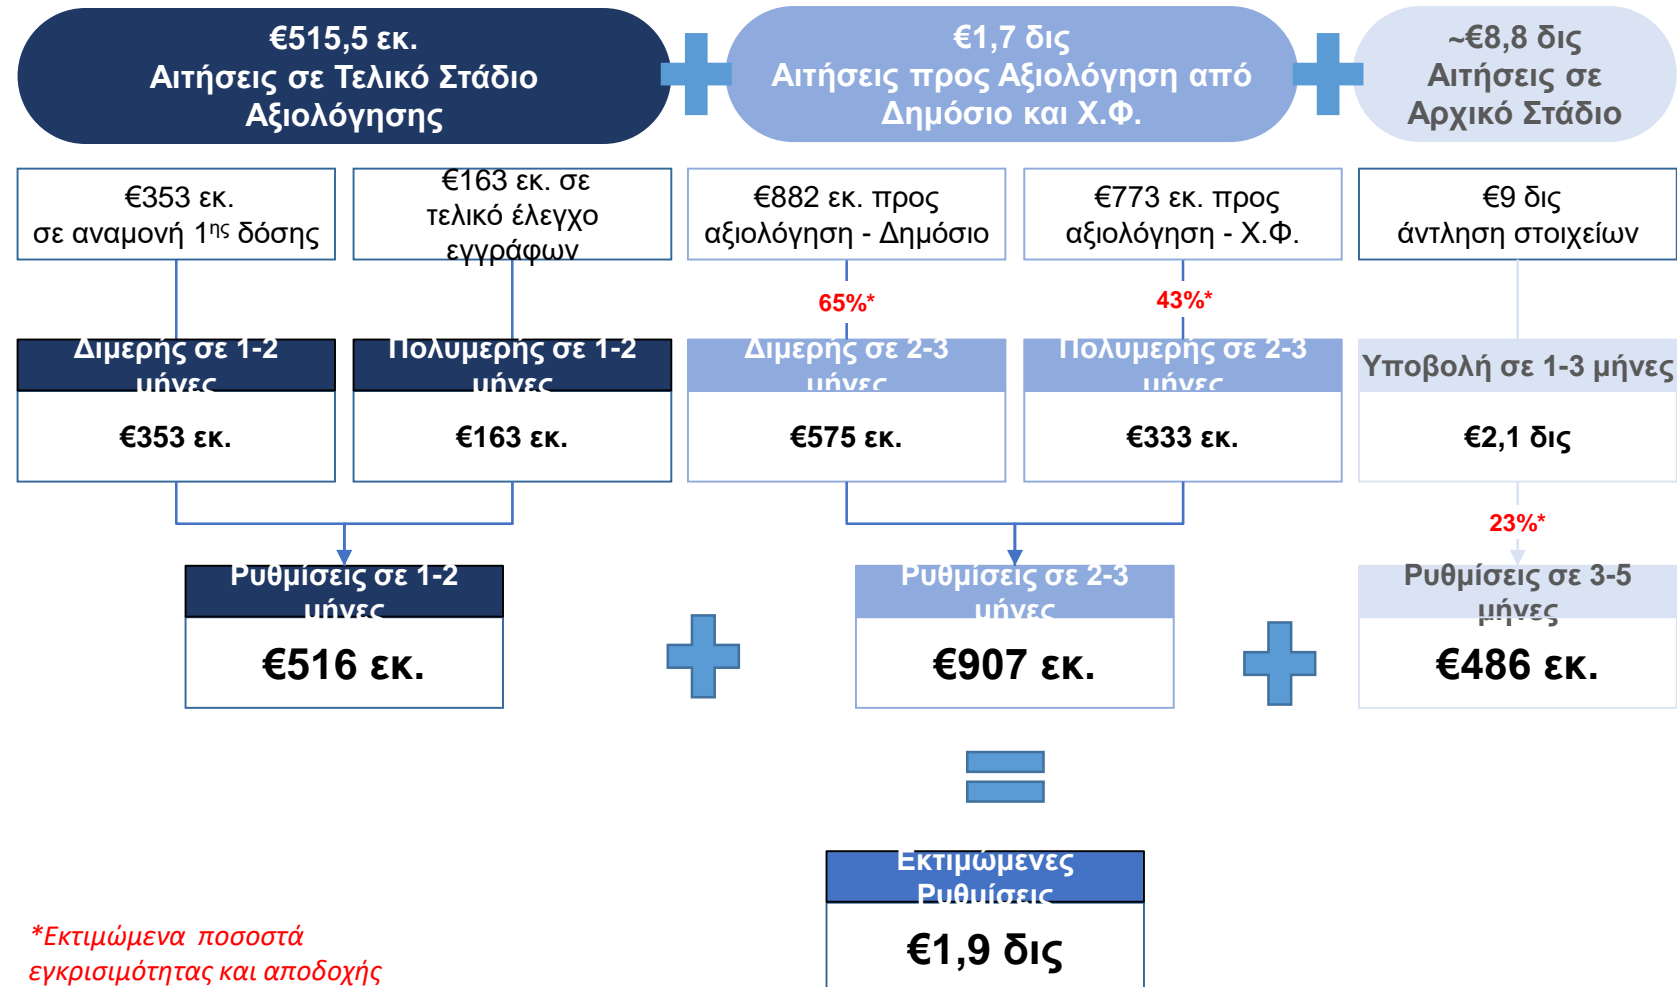 €515,5 εκ.
Αιτήσεις σε Τελικό Στάδιο
Αξιολόγησης
€1,7 δις
Αιτήσεις προς Αξιολόγηση από
Δημόσιο και Χ.Φ.
~€8,8 δις
Αιτήσεις σε
Αρχικό Στάδιο
€353 εκ.
σε αναμονή 1ης δόσης
€163 εκ. σε
τελικό έλεγχο
εγγράφων
€882 εκ. προς
αξιολόγηση - Δημόσιο
€773 εκ. προς
αξιολόγηση - Χ.Φ.
€9 δις
άντληση στοιχείων
65%*
43%*
Διμερής σε 1-2
μήνες
Πολυμερής σε 1-2
μήνες
Διμερής σε 2-3
μήνες
Πολυμερής σε 2-3
μήνες
Υποβολή σε 1-3 μήνες
€353 εκ.
€163 εκ.
€575 εκ.
€333 εκ.
€2,1 δις
23%*
Ρυθμίσεις σε 1-2
μήνες
Ρυθμίσεις σε 2-3
μήνες
Ρυθμίσεις σε 3-5
μήνες
€516 εκ.
€907 εκ.
€486 εκ.
Εκτιμώμενες
Ρυθμίσεις
€1,9 δις
*Εκτιμώμενα ποσοστά
εγκρισιμότητας και αποδοχής